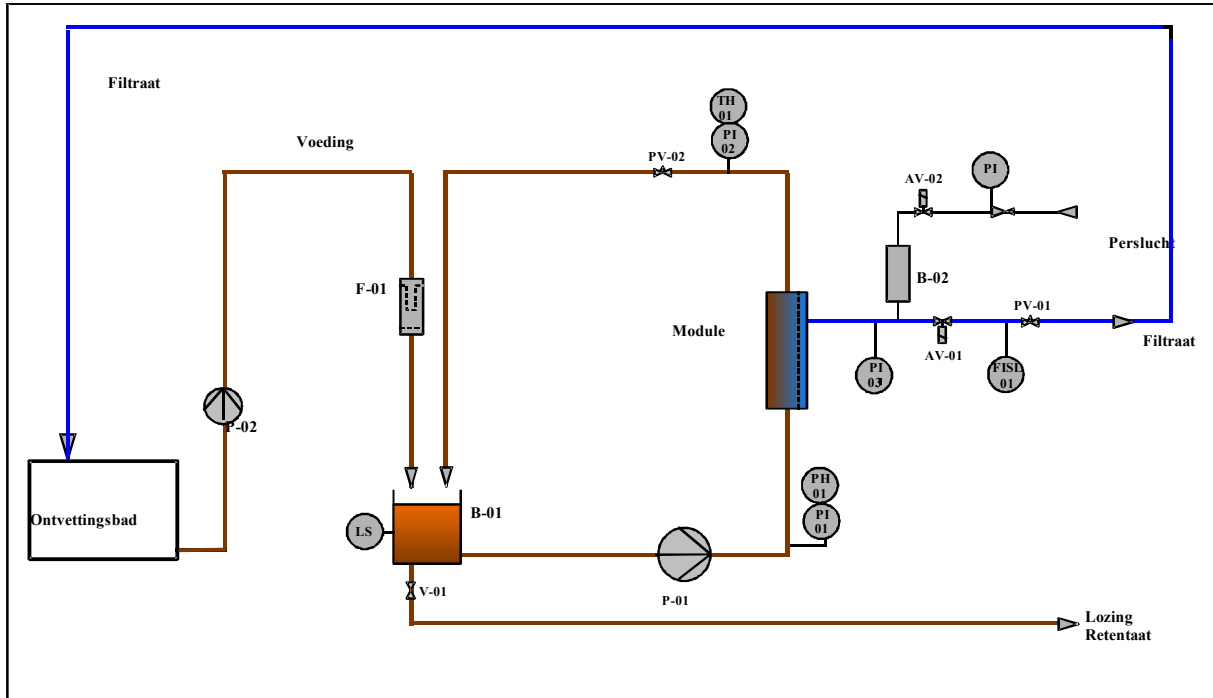 Filtraat
Voeding
TH
01
PI
02
PV-02
AV-02
PI
Perslucht
F-01
B-02
Module
PV-01
AV-01
Filtraat
PI
03
FISL
01
P-02
Ontvettingsbad
LS
B-01
PH
01
PI
01
V-01
P-01
Lozing
Retentaat